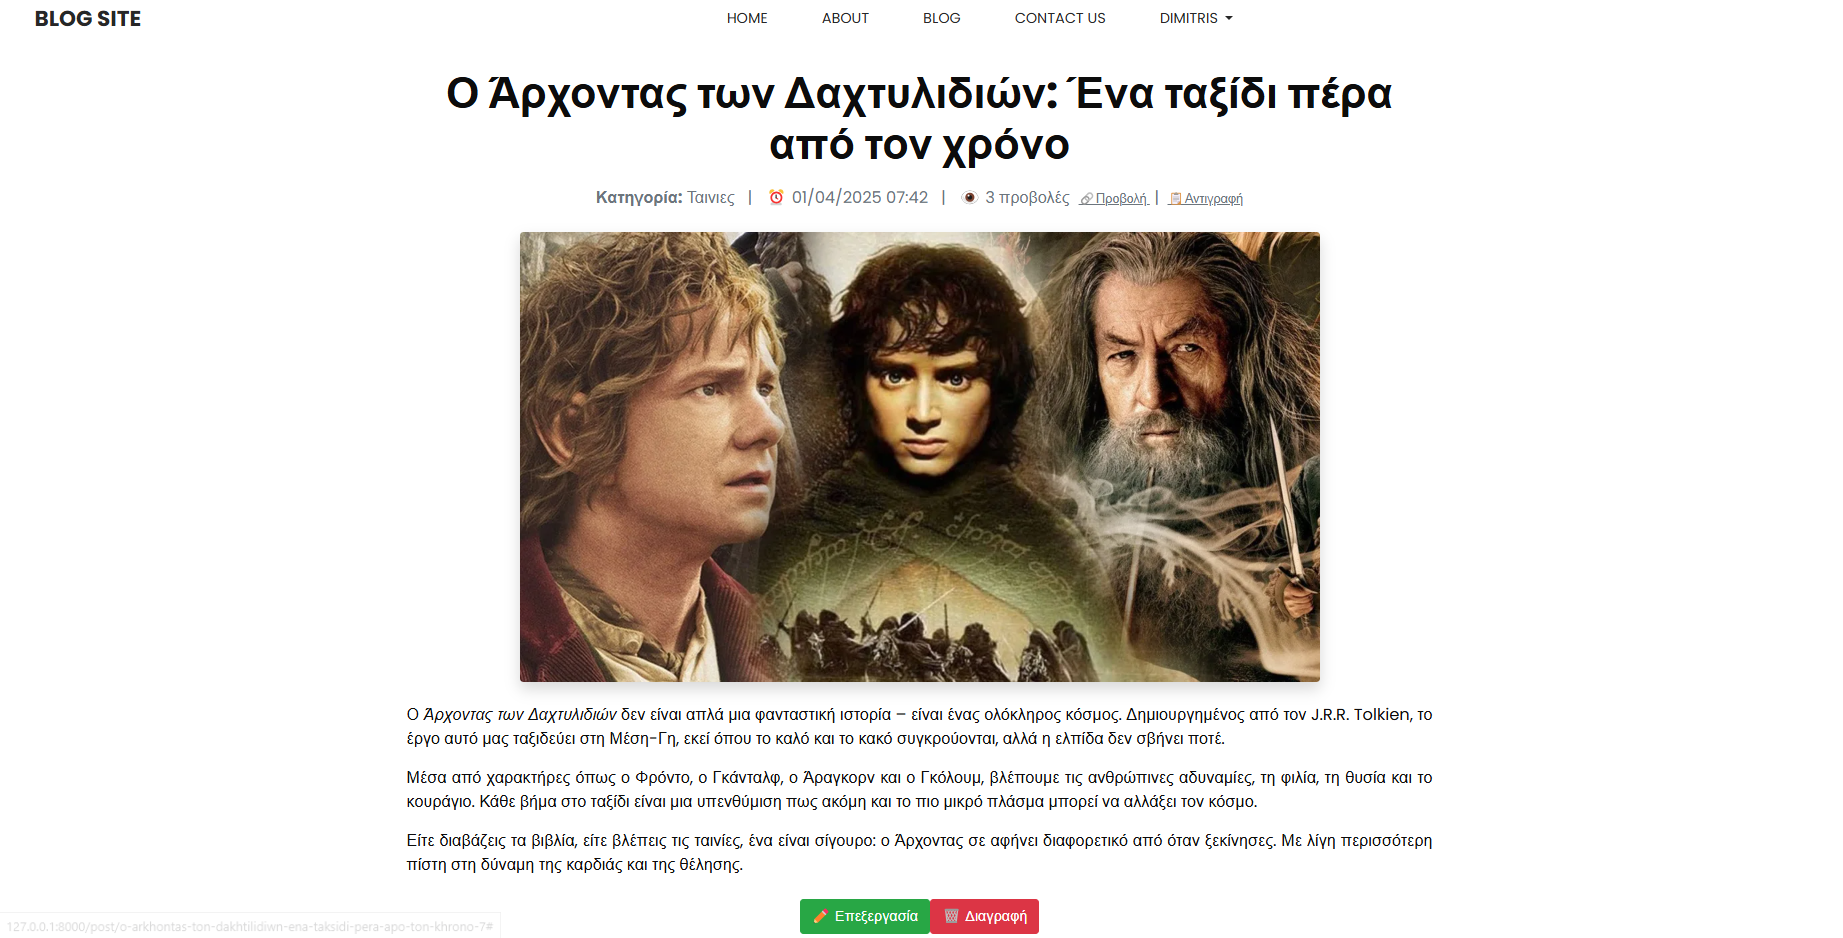 BLOG SITE
HOME ABOUT BLOG CONTACT US DIMITRIS
Ο Άρχοντας των Δαχτυλιδιών: Ένα ταξίδι πέρα
από τον χρόνο
Κατηγορία: Ταινιες | ⏰ 01/04/2025 07:42 | 👁️ 3 προβολές 🔗 Προβολή | 📋 Αντιγραφή
Ο Άρχοντας των Δαχτυλιδιών δεν είναι απλά μια φανταστική ιστορία – είναι ένας ολόκληρος κόσμος. Δημιουργημένος από τον J.R.R. Tolkien, το
έργο αυτό μας ταξιδεύει στη Μέση-Γη, εκεί όπου το καλό και το κακό συγκρούονται, αλλά η ελπίδα δεν σβήνει ποτέ.
Μέσα από χαρακτήρες όπως ο Φρόντο, ο Γκάνταλφ, ο Άραγκορν και ο Γκόλουμ, βλέπουμε τις ανθρώπινες αδυναμίες, τη φιλία, τη θυσία και το
κουράγιο. Κάθε βήμα στο ταξίδι είναι μια υπενθύμιση πως ακόμη και το πιο μικρό πλάσμα μπορεί να αλλάξει τον κόσμο.
Είτε διαβάζεις τα βιβλία, είτε βλέπεις τις ταινίες, ένα είναι σίγουρο: ο Άρχοντας σε αφήνει διαφορετικό από όταν ξεκίνησες. Με λίγη περισσότερη
πίστη στη δύναμη της καρδιάς και της θέλησης.
✏️ Επεξεργασία 🗑️ Διαγραφή
127.0.0.1:8000/post/o-arkhontas-ton-dakhtilidiwn-ena-taksidi-pera-apo-ton-khrono-7#